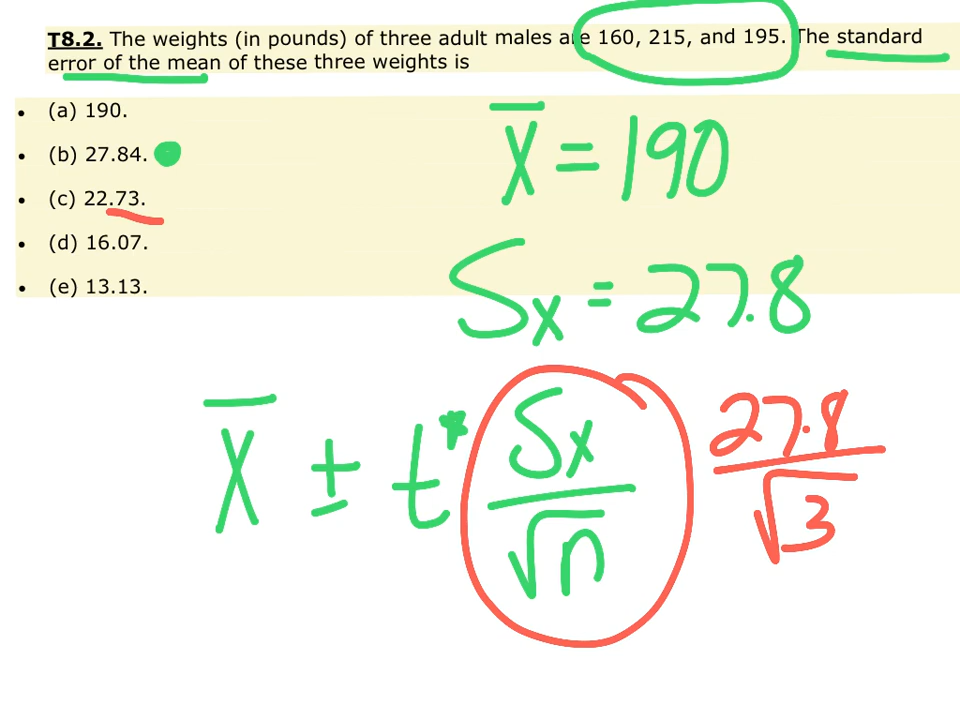 T8.2. The weights (in pounds) of three adult males are 160, 215, and 195. The standard
error of the mean of these three weights is
• (a) 190.
• (b) 27.84.
• (c) 22.73.
• (d) 16.07.
• (e) 13.13.
x̄ = 190
Sx = 27.8
x̄ ± t* Sx/√n 27.8/√3